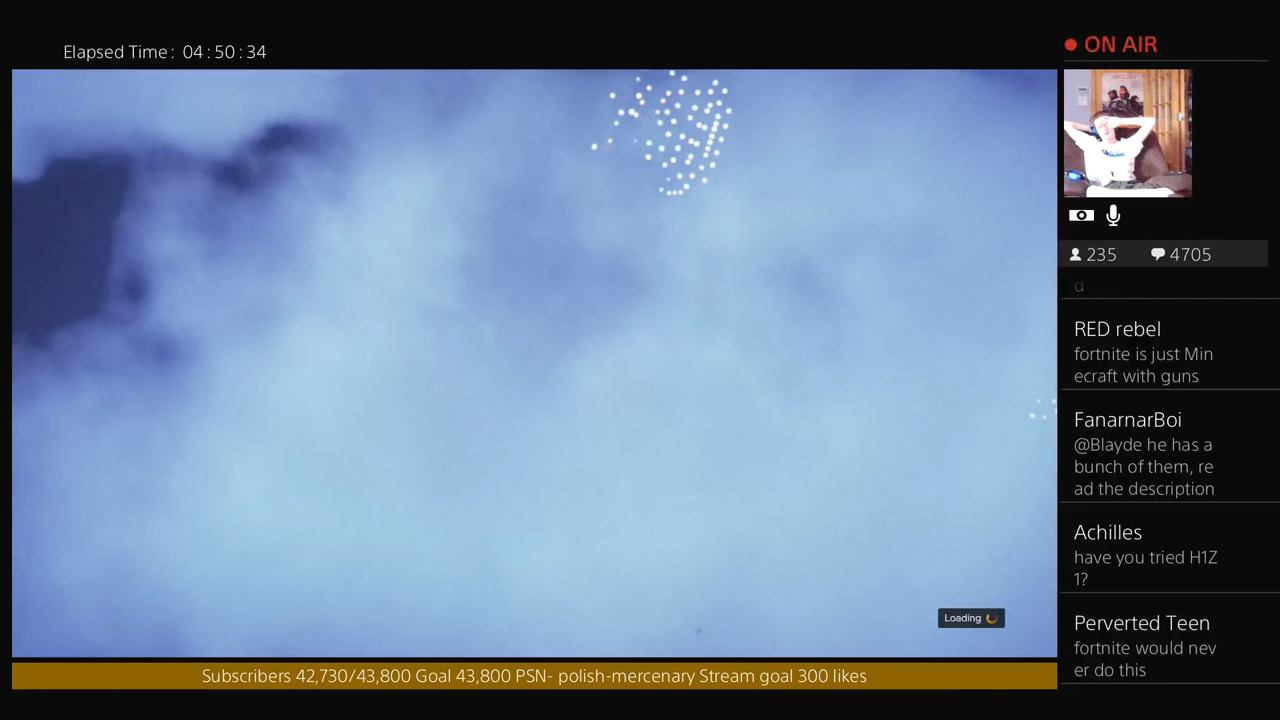 Elapsed Time: 04:50:34
ON AIR
235 4705
d
RED rebel
fortnite is just Min
ecraft with guns
FanarnarBoi
@Blayde he has a
bunch of them, re
ad the description
Achilles
have you tried H1Z
1?
Perverted Teen
fortnite would nev
er do this
Loading
Subscribers 42,730/43,800 Goal 43,800 PSN- polish-mercenary Stream goal 300 likes